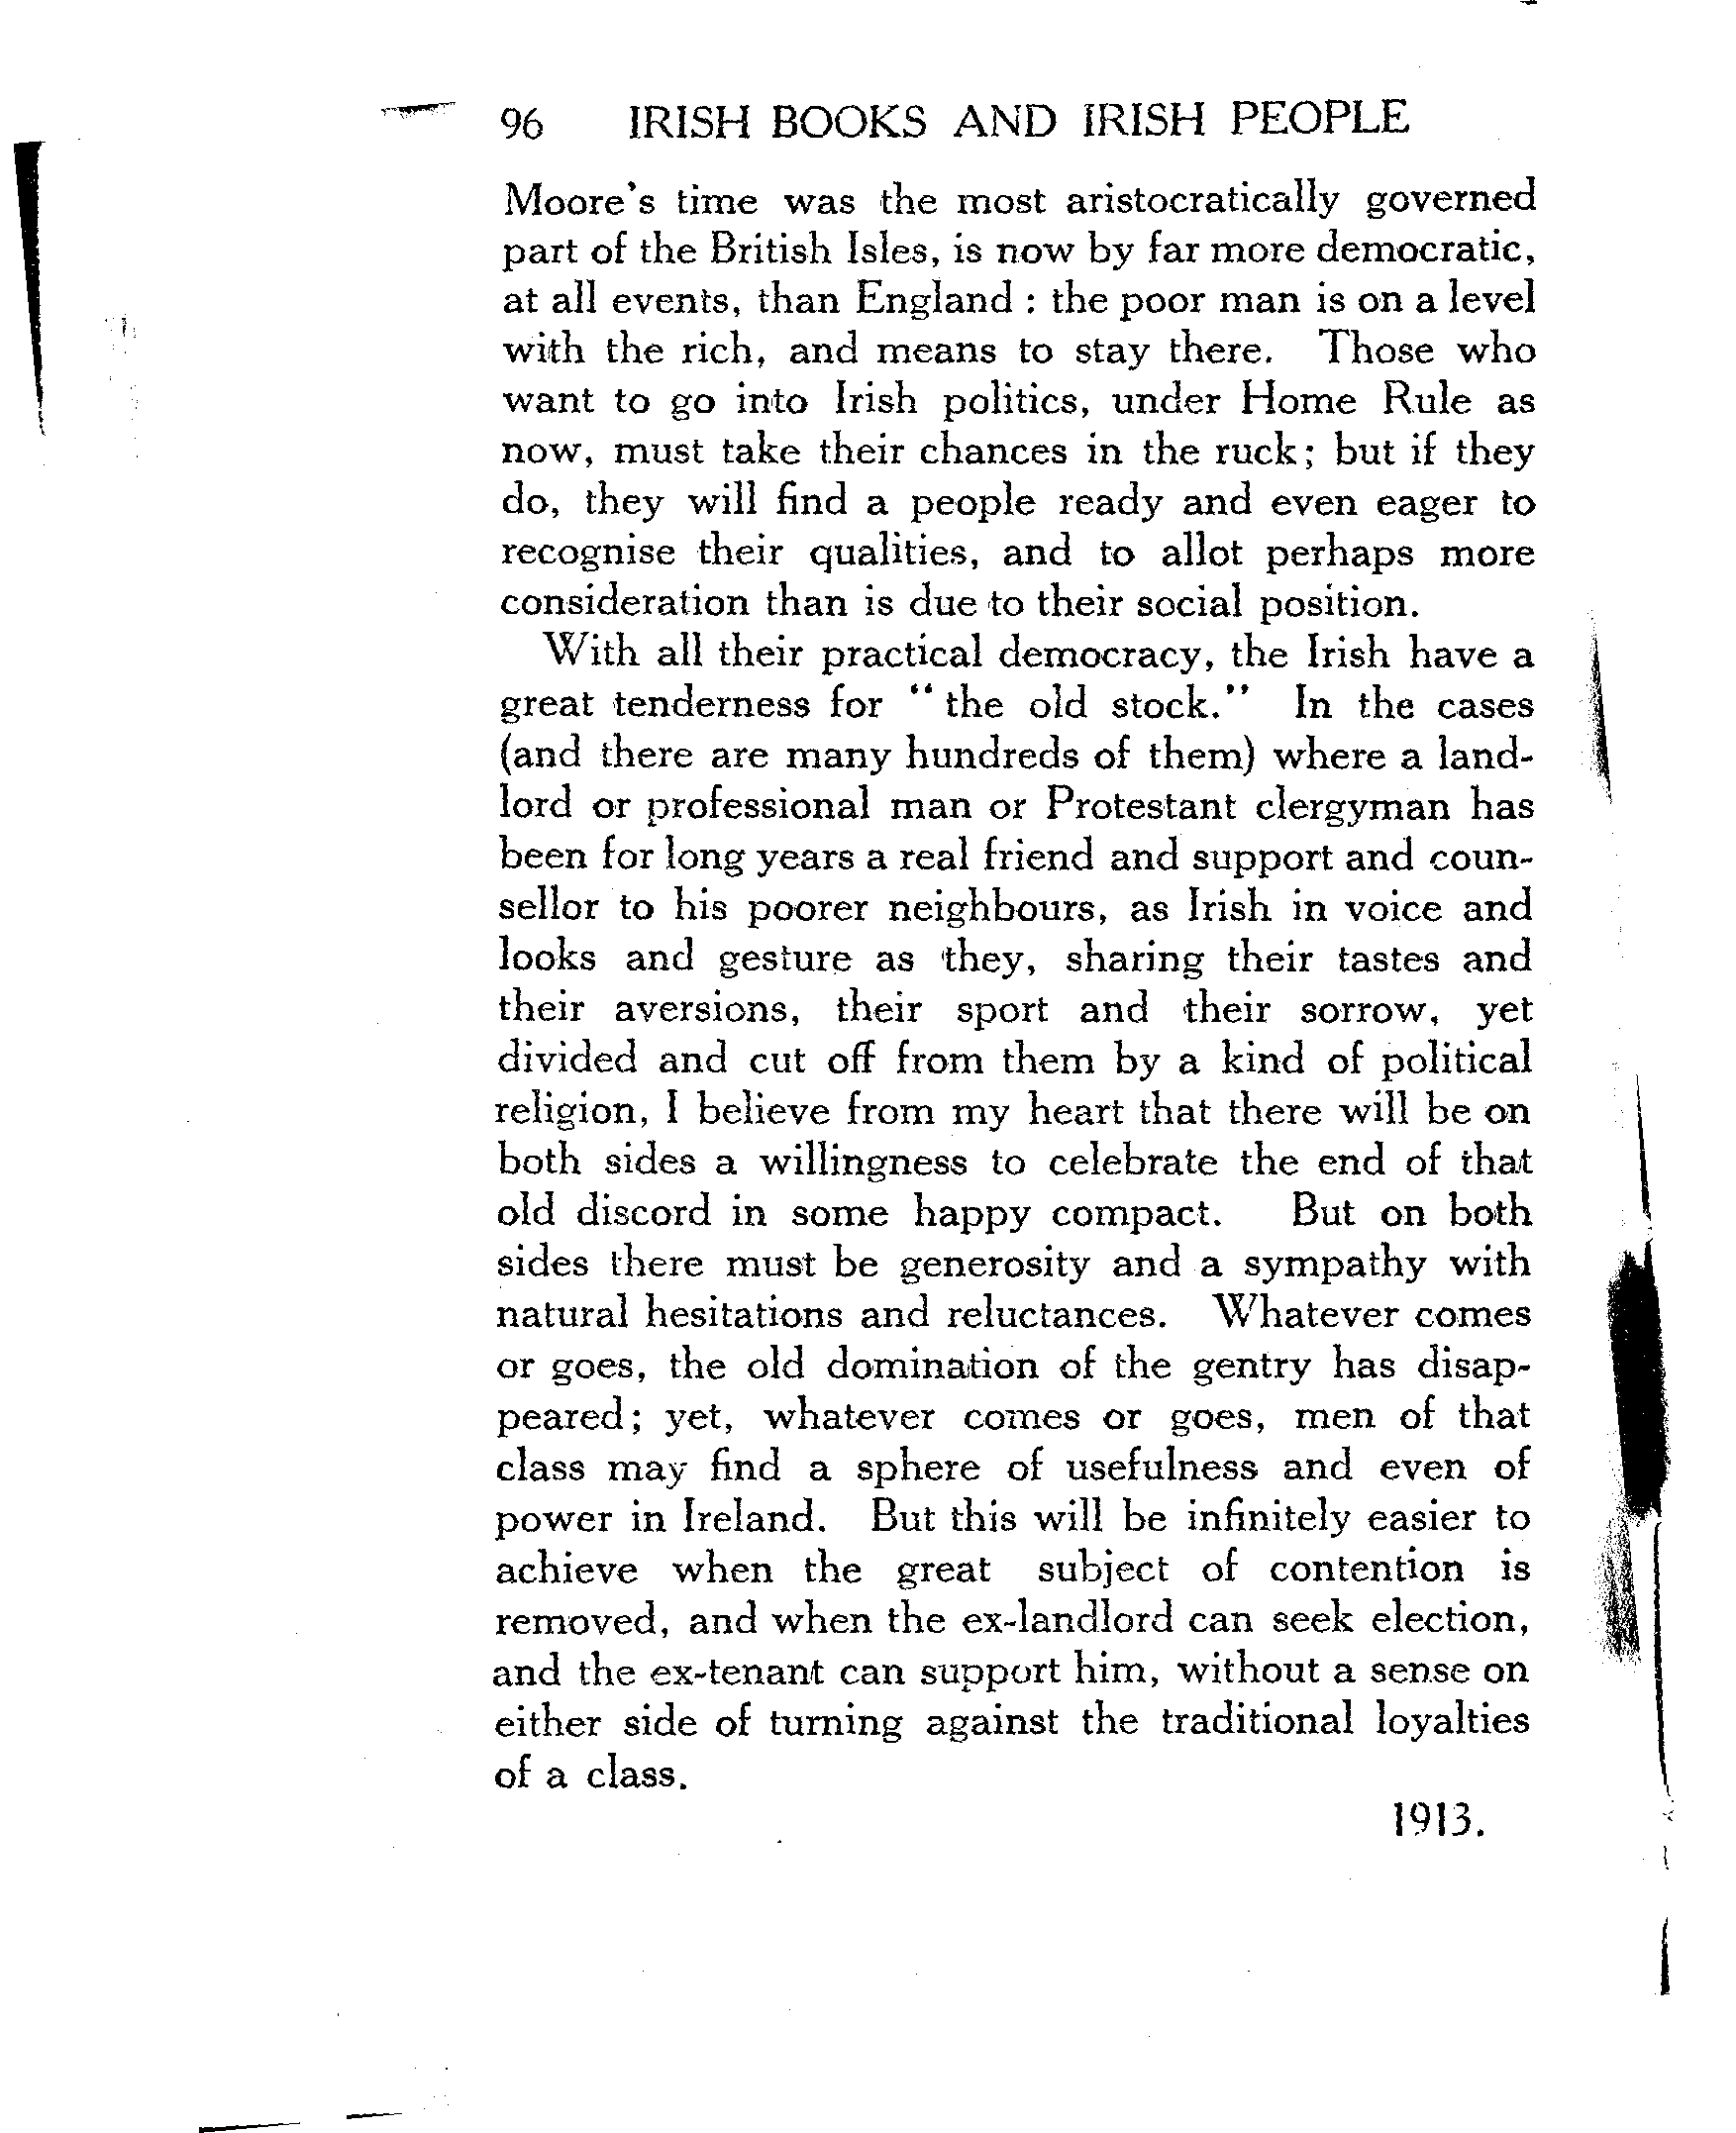 96 IRISH BOOKS AND IRISH PEOPLE
Moore's time was the most aristocratically governed
part of the British Isles, is now by far more democratic,
at all events, than England : the poor man is on a level
with the rich, and means to stay there. Those who
want to go into Irish politics, under Home Rule as
now, must take their chances in the ruck; but if they
do, they will find a people ready and even eager to
recognise their qualities, and to allot perhaps more
consideration than is due to their social position.
With all their practical democracy, the Irish have a
great tenderness for "the old stock." In the cases
(and there are many hundreds of them) where a land-
lord or professional man or Protestant clergyman has
been for long years a real friend and support and coun-
sellor to his poorer neighbours, as Irish in voice and
looks and gesture as they, sharing their tastes and
their aversions, their sport and their sorrow, yet
divided and cut off from them by a kind of political
religion, I believe from my heart that there will be on
both sides a willingness to celebrate the end of that
old discord in some happy compact. But on both
sides there must be generosity and a sympathy with
natural hesitations and reluctances. Whatever comes
or goes, the old domination of the gentry has disap-
peared; yet, whatever comes or goes, men of that
class may find a sphere of usefulness and even of
power in Ireland. But this will be infinitely easier to
achieve when the great subject of contention is
removed, and when the ex-landlord can seek election,
and the ex-tenant can support him, without a sense on
either side of turning against the traditional loyalties
of a class.
1913.